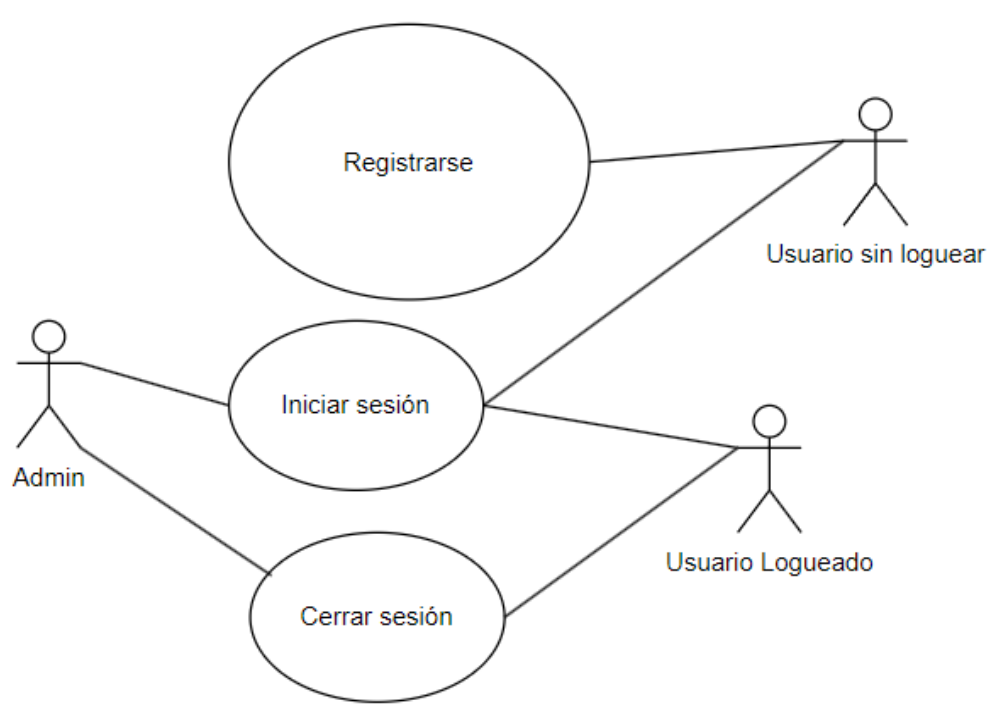 Registrarse
Usuario sin loguear
Iniciar sesión
Admin
Usuario Logueado
Cerrar sesión